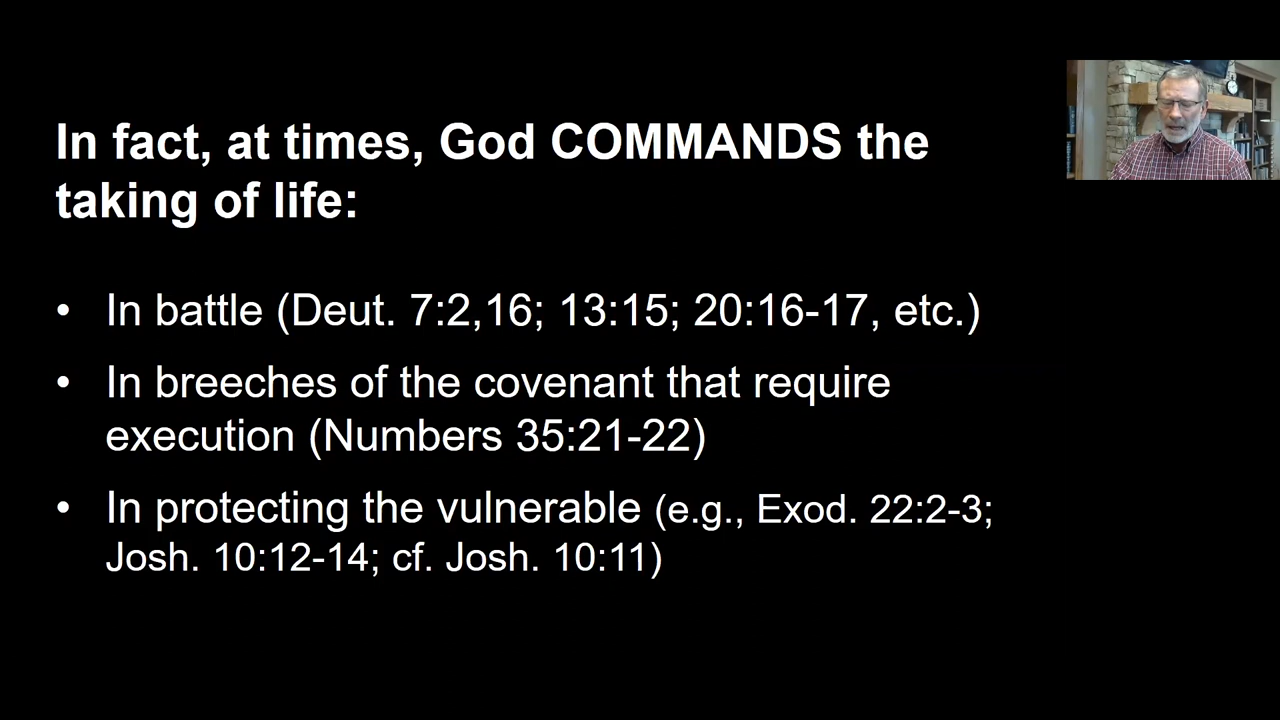 In fact, at times, God COMMANDS the
taking of life:
• In battle (Deut. 7:2,16; 13:15; 20:16-17, etc.)
• In breeches of the covenant that require
execution (Numbers 35:21-22)
• In protecting the vulnerable (e.g., Exod. 22:2-3;
Josh. 10:12-14; cf. Josh. 10:11)